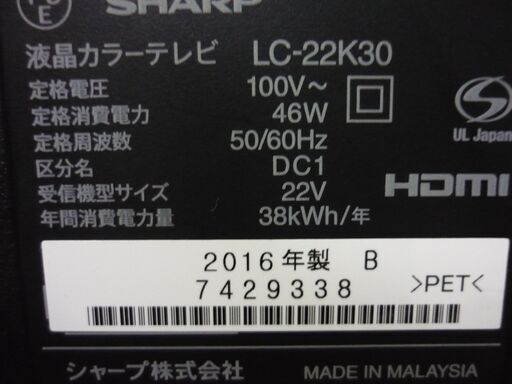 SHARP
液晶カラーテレビ LC-22K30
定格電圧 100V～
定格消費電力 46W
定格周波数 50/60Hz
区分名 DC1
受信機型サイズ 22V
年間消費電力量 38kWh/年
UL Japan
HDMI
2016年製 B
7429338
>PET<
シャープ株式会社 MADE IN MALAYSIA